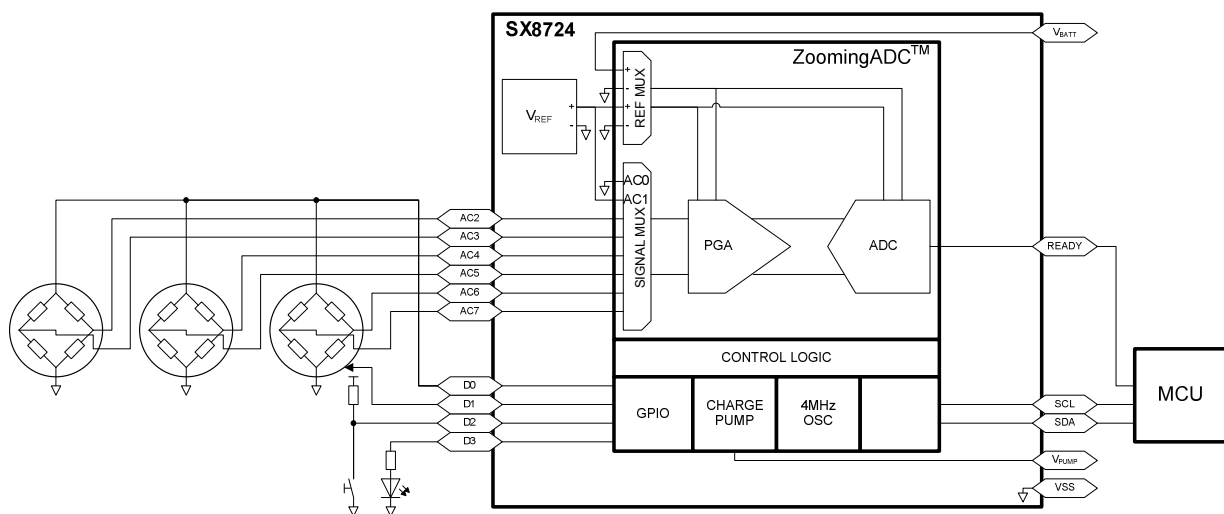 SX8724
VBATT
ZoomingADC™
VREF
+
-
+
-
+
-
REF MUX
AC0
AC1
SIGNAL MUX
AC2
AC3
AC4
AC5
AC6
AC7
PGA
ADC
READY
CONTROL LOGIC
D0
D1
D2
D3
GPIO
CHARGE
PUMP
4MHz
OSC
SCL
SDA
MCU
VPUMP
VSS